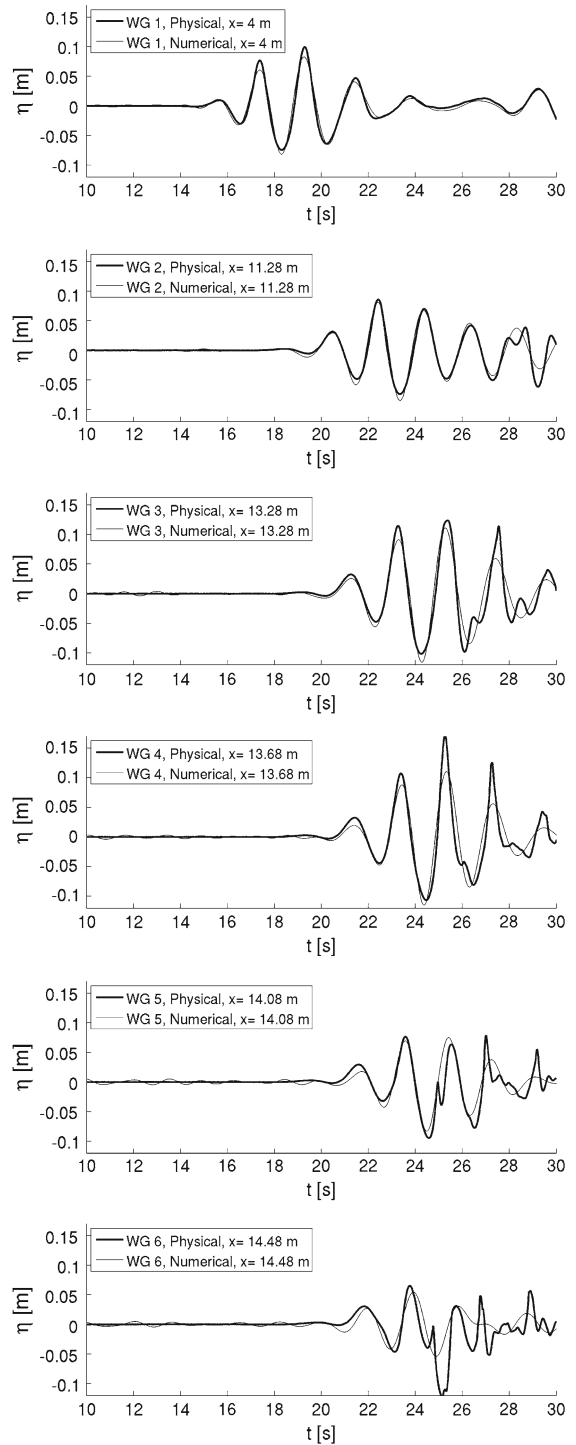 WG 1, Physical, x= 4 m
WG 1, Numerical, x= 4 m
0.15
0.1
0.05
0
-0.05
-0.1
η [m]
10 12 14 16 18 20 22 24 26 28 30
t [s]
WG 2, Physical, x= 11.28 m
WG 2, Numerical, x= 11.28 m
0.15
0.1
0.05
0
-0.05
-0.1
η [m]
10 12 14 16 18 20 22 24 26 28 30
t [s]
WG 3, Physical, x= 13.28 m
WG 3, Numerical, x= 13.28 m
0.15
0.1
0.05
0
-0.05
-0.1
η [m]
10 12 14 16 18 20 22 24 26 28 30
t [s]
WG 4, Physical, x= 13.68 m
WG 4, Numerical, x= 13.68 m
0.15
0.1
0.05
0
-0.05
-0.1
η [m]
10 12 14 16 18 20 22 24 26 28 30
t [s]
WG 5, Physical, x= 14.08 m
WG 5, Numerical, x= 14.08 m
0.15
0.1
0.05
0
-0.05
-0.1
η [m]
10 12 14 16 18 20 22 24 26 28 30
t [s]
WG 6, Physical, x= 14.48 m
WG 6, Numerical, x= 14.48 m
0.15
0.1
0.05
0
-0.05
-0.1
η [m]
10 12 14 16 18 20 22 24 26 28 30
t [s]